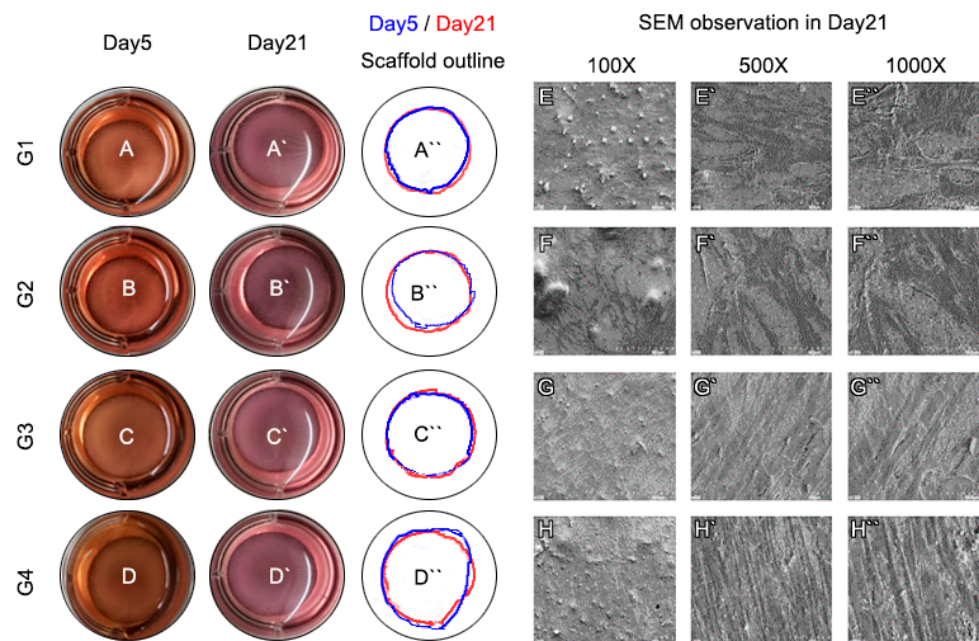 Day5 / Day21
SEM observation in Day21
Day5
Day21
Scaffold outline
100X
500X
1000X
G1
A
A`
A``
E
E`
E``
G2
B
B`
B``
F
F`
F``
G3
C
C`
C``
G
G`
G``
G4
D
D`
D``
H
H`
H``